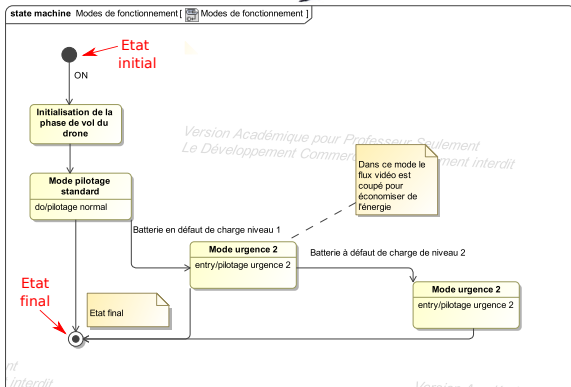 state machine Modes de fonctionnement [ Modes de fonctionnement ]
Etat
initial
ON
Initialisation de la
phase de vol du
drone
Version Académique pour Professeur Seulement
Le Développement Commer ment interdit
Dans ce mode le
flux vidéo est
coupé pour
économiser de
l'énergie
Mode pilotage
standard
do/pilotage normal
Batterie en défaut de charge niveau 1
Mode urgence 2
entry/pilotage urgence 2
Batterie à défaut de charge de niveau 2
Mode urgence 2
entry/pilotage urgence 2
Etat
final
Etat final
nt
interdit